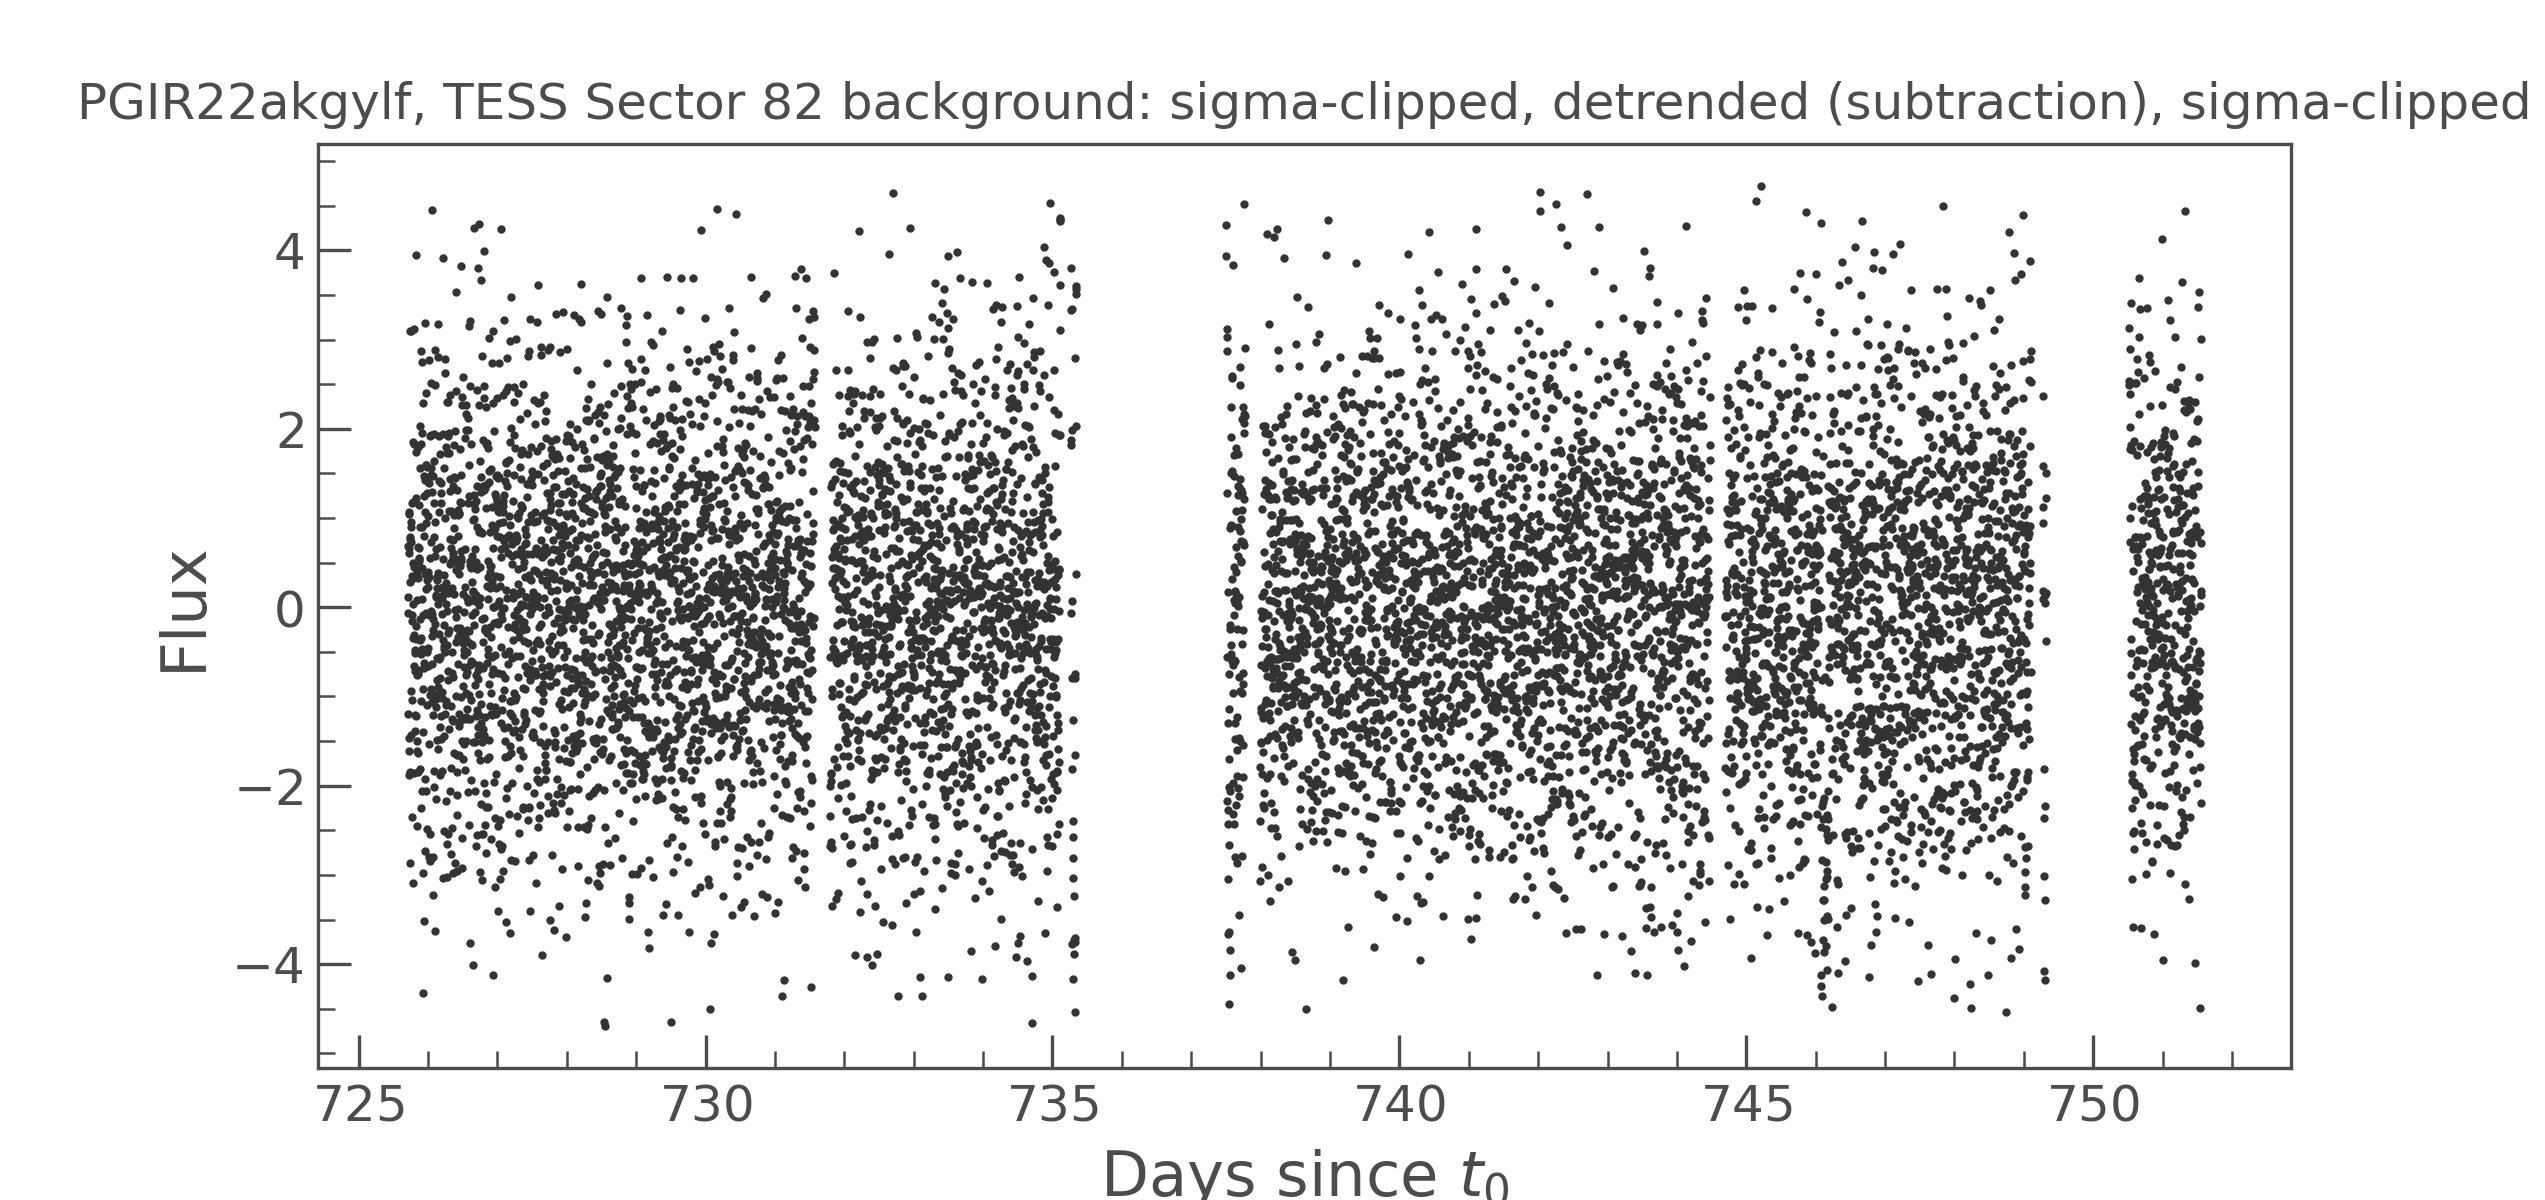 PGIR22akgylf, TESS Sector 82 background: sigma-clipped, detrended (subtraction), sigma-clipped
Flux
4
2
0
−2
−4
725 730 735 740 745 750
Days since t₀